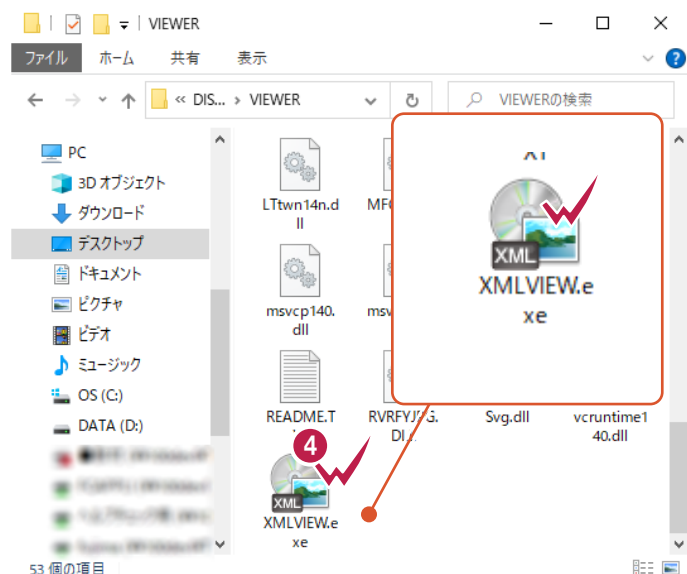 VIEWER
ファイル ホーム 共有 表示
« DIS... › VIEWER
VIEWERの検索
PC
3D オブジェクト
ダウンロード
デスクトップ
ドキュメント
ピクチャ
ビデオ
ミュージック
OS (C:)
DATA (D:)
LTtwn14n.d
ll
msvcp140.
dll
README.T
Svg.dll
vcruntime1
40.dll
4
XML
XMLVIEW.e
xe
XML
XMLVIEW.e
xe
53 個の項目